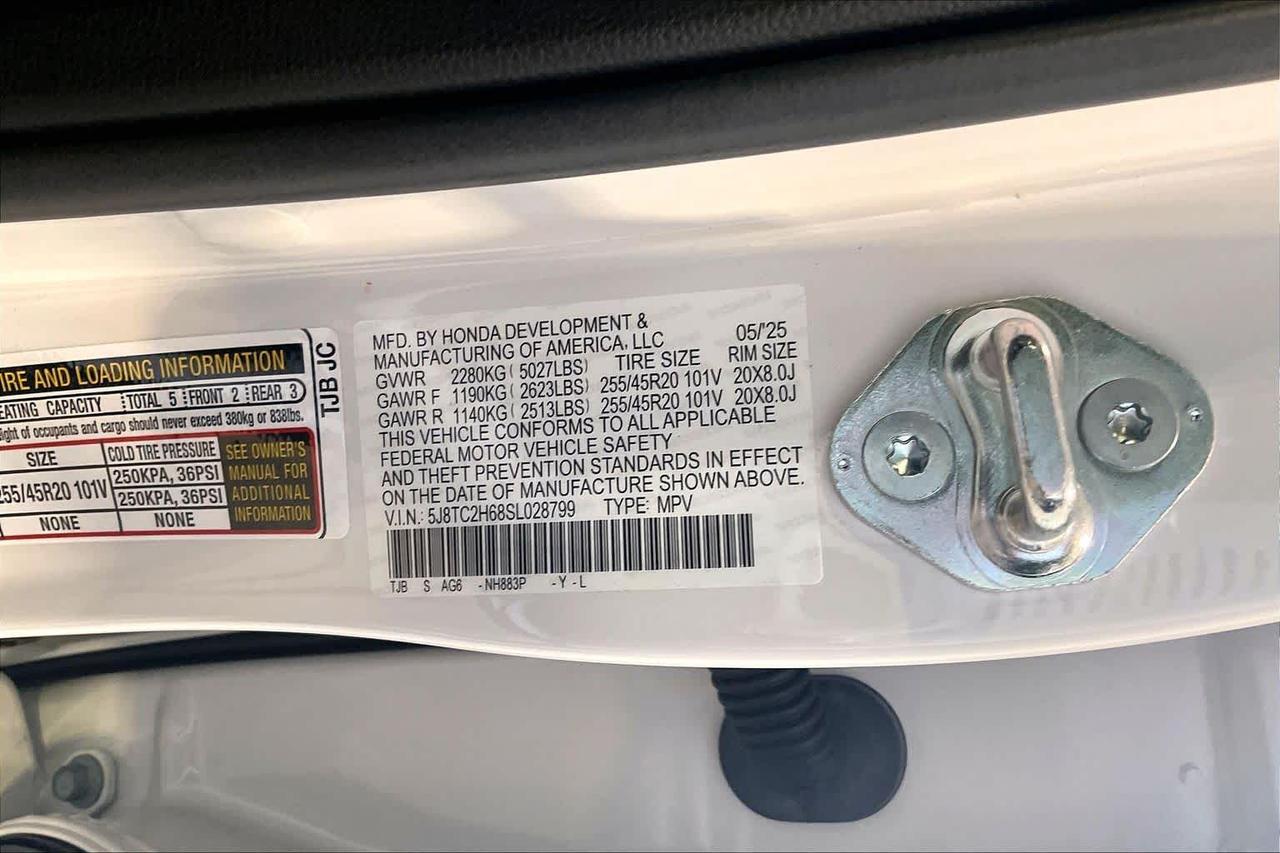 IRE AND LOADING INFORMATION
EATING CAPACITY TOTAL 5 FRONT 2 REAR 3
ight of occupants and cargo should never exceed 380kg or 838lbs.
SIZE COLD TIRE PRESSURE SEE OWNER'S
255/45R20 101V 250KPA, 36PSI MANUAL FOR
250KPA, 36PSI ADDITIONAL
NONE NONE INFORMATION
TJB JC
MFD. BY HONDA DEVELOPMENT & 05/'25
MANUFACTURING OF AMERICA, LLC
GVWR 2280KG ( 5027LBS) TIRE SIZE RIM SIZE
GAWR F 1190KG ( 2623LBS) 255/45R20 101V 20X8.0J
GAWR R 1140KG ( 2513LBS) 255/45R20 101V 20X8.0J
THIS VEHICLE CONFORMS TO ALL APPLICABLE
FEDERAL MOTOR VEHICLE SAFETY
AND THEFT PREVENTION STANDARDS IN EFFECT
ON THE DATE OF MANUFACTURE SHOWN ABOVE.
V.I.N.: 5J8TC2H68SL028799 TYPE: MPV
TJB S AG6 -NH883P -Y-L